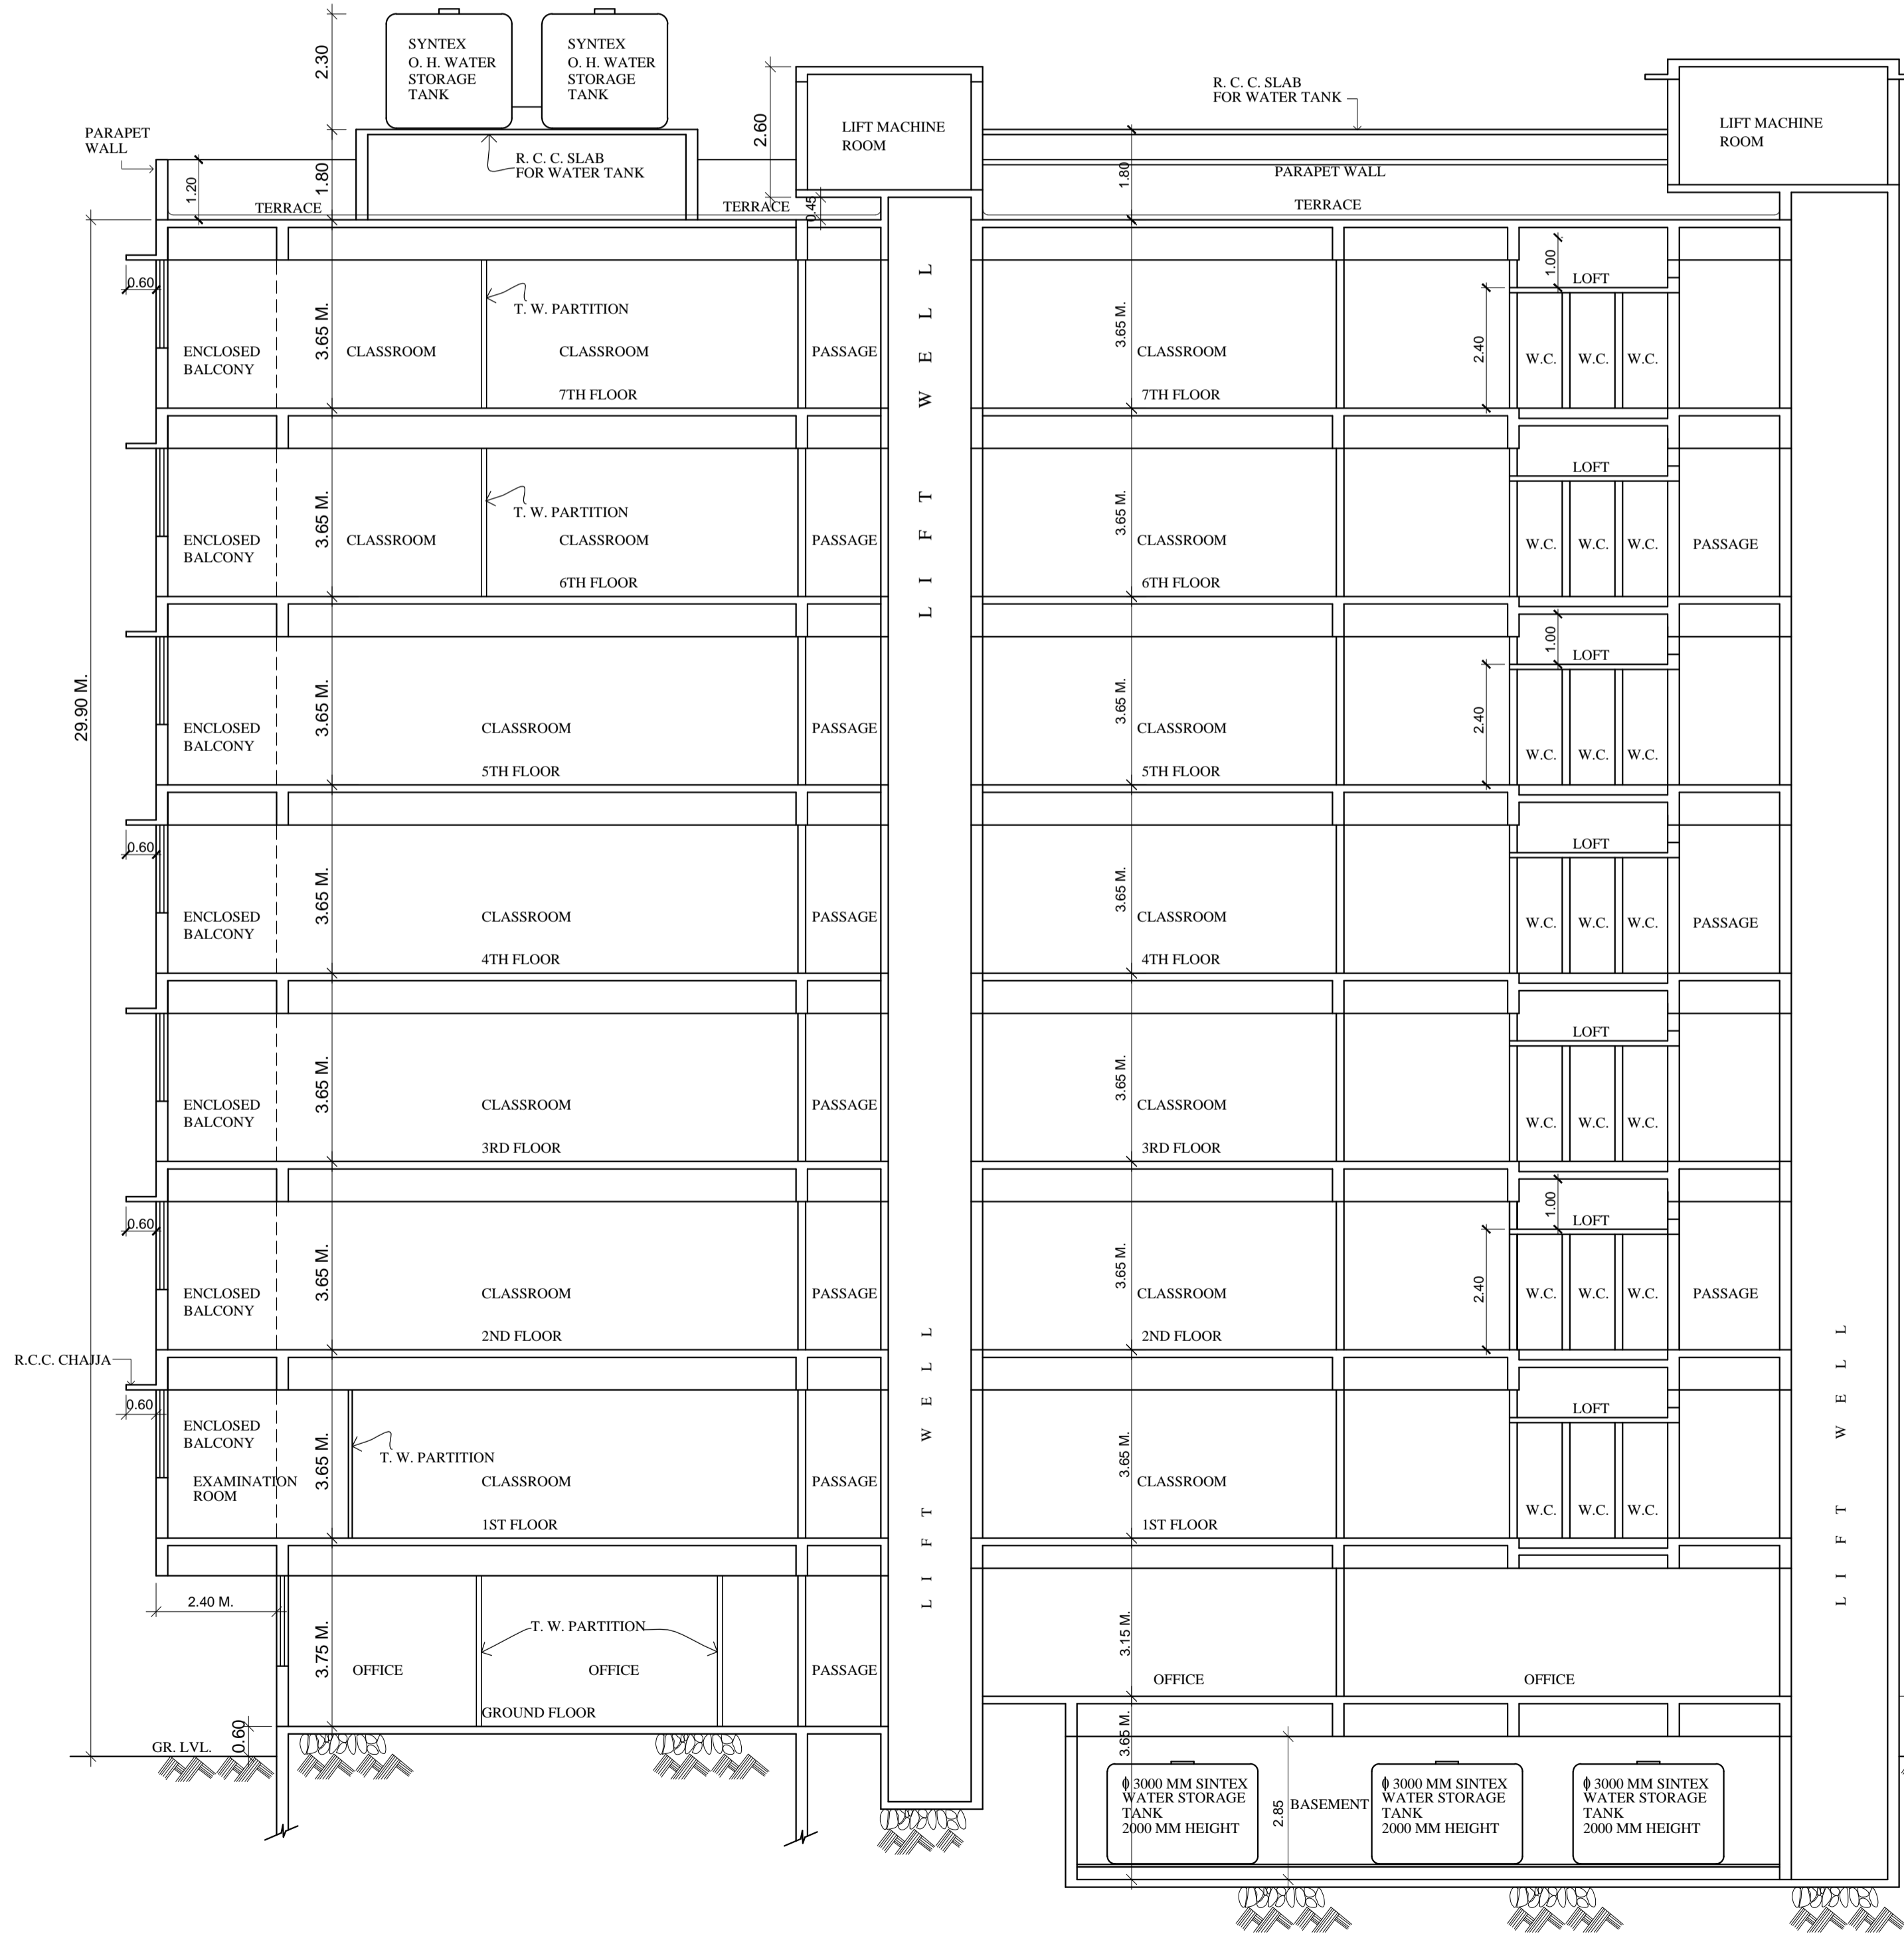 2.30
SYNTEX
O. H. WATER
STORAGE
TANK
SYNTEX
O. H. WATER
STORAGE
TANK
2.60
LIFT MACHINE
ROOM
R. C. C. SLAB
FOR WATER TANK
LIFT MACHINE
ROOM
PARAPET
WALL
1.20
1.80
R. C. C. SLAB
FOR WATER TANK
TERRACE
TERRACE
0.45
1.80
PARAPET WALL
TERRACE
29.90 M.
0.60
ENCLOSED
BALCONY
3.65 M.
CLASSROOM
T. W. PARTITION
CLASSROOM
7TH FLOOR
PASSAGE
LIFT WELL
3.65 M.
CLASSROOM
7TH FLOOR
2.40
1.00
LOFT
W.C.
W.C.
W.C.
ENCLOSED
BALCONY
3.65 M.
CLASSROOM
T. W. PARTITION
CLASSROOM
6TH FLOOR
PASSAGE
3.65 M.
CLASSROOM
6TH FLOOR
LOFT
W.C.
W.C.
W.C.
PASSAGE
ENCLOSED
BALCONY
3.65 M.
CLASSROOM
5TH FLOOR
PASSAGE
3.65 M.
CLASSROOM
5TH FLOOR
2.40
1.00
LOFT
W.C.
W.C.
W.C.
0.60
ENCLOSED
BALCONY
3.65 M.
CLASSROOM
4TH FLOOR
PASSAGE
3.65 M.
CLASSROOM
4TH FLOOR
LOFT
W.C.
W.C.
W.C.
PASSAGE
ENCLOSED
BALCONY
3.65 M.
CLASSROOM
3RD FLOOR
PASSAGE
3.65 M.
CLASSROOM
3RD FLOOR
LOFT
W.C.
W.C.
W.C.
0.60
ENCLOSED
BALCONY
3.65 M.
CLASSROOM
2ND FLOOR
PASSAGE
3.65 M.
CLASSROOM
2ND FLOOR
2.40
1.00
LOFT
W.C.
W.C.
W.C.
PASSAGE
R.C.C. CHAJJA
0.60
ENCLOSED
BALCONY
EXAMINATION
ROOM
3.65 M.
T. W. PARTITION
CLASSROOM
1ST FLOOR
PASSAGE
LIFT WELL
3.65 M.
CLASSROOM
1ST FLOOR
LOFT
W.C.
W.C.
W.C.
LIFT WELL
2.40 M.
3.75 M.
OFFICE
T. W. PARTITION
OFFICE
GROUND FLOOR
PASSAGE
3.15 M.
OFFICE
OFFICE
GR. LVL.
0.60
3.65 M.
ϕ 3000 MM SINTEX
WATER STORAGE
TANK
2000 MM HEIGHT
2.85
BASEMENT
ϕ 3000 MM SINTEX
WATER STORAGE
TANK
2000 MM HEIGHT
ϕ 3000 MM SINTEX
WATER STORAGE
TANK
2000 MM HEIGHT